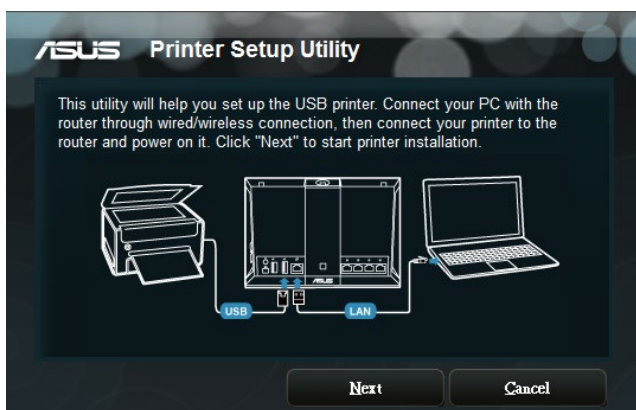 ASUS Printer Setup Utility
This utility will help you set up the USB printer. Connect your PC with the
router through wired/wireless connection, then connect your printer to the
router and power on it. Click "Next" to start printer installation.
ASUS
USB
LAN
Next Cancel